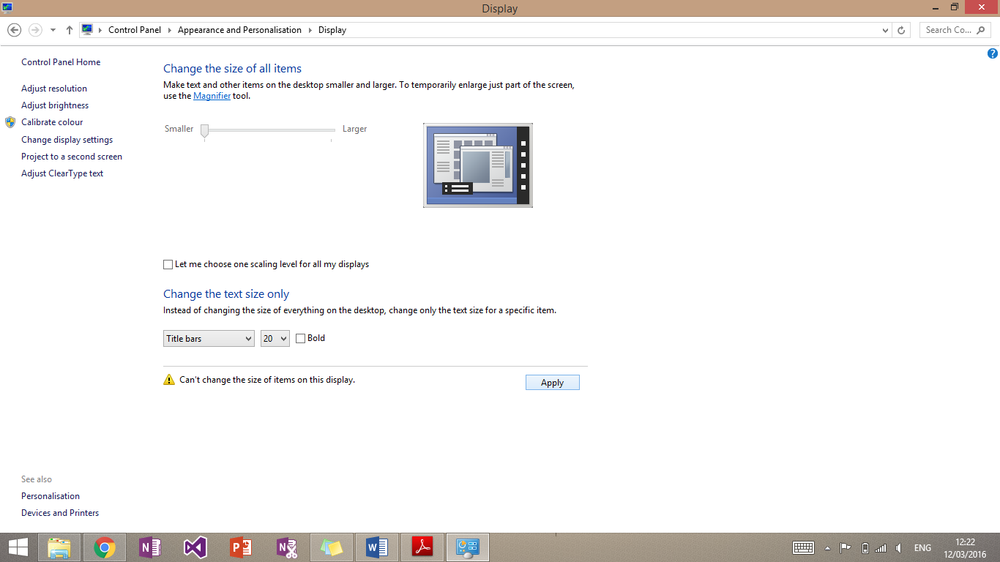 Display
Control Panel Appearance and Personalisation Display
Search Co...
Control Panel Home
Adjust resolution
Adjust brightness
Calibrate colour
Change display settings
Project to a second screen
Adjust ClearType text
Change the size of all items
Make text and other items on the desktop smaller and larger. To temporarily enlarge just part of the screen,
use the Magnifier tool.
Smaller Larger
Let me choose one scaling level for all my displays
Change the text size only
Instead of changing the size of everything on the desktop, change only the text size for a specific item.
Title bars 20 Bold
Can't change the size of items on this display.
Apply
See also
Personalisation
Devices and Printers
ENG
12:22
12/03/2016